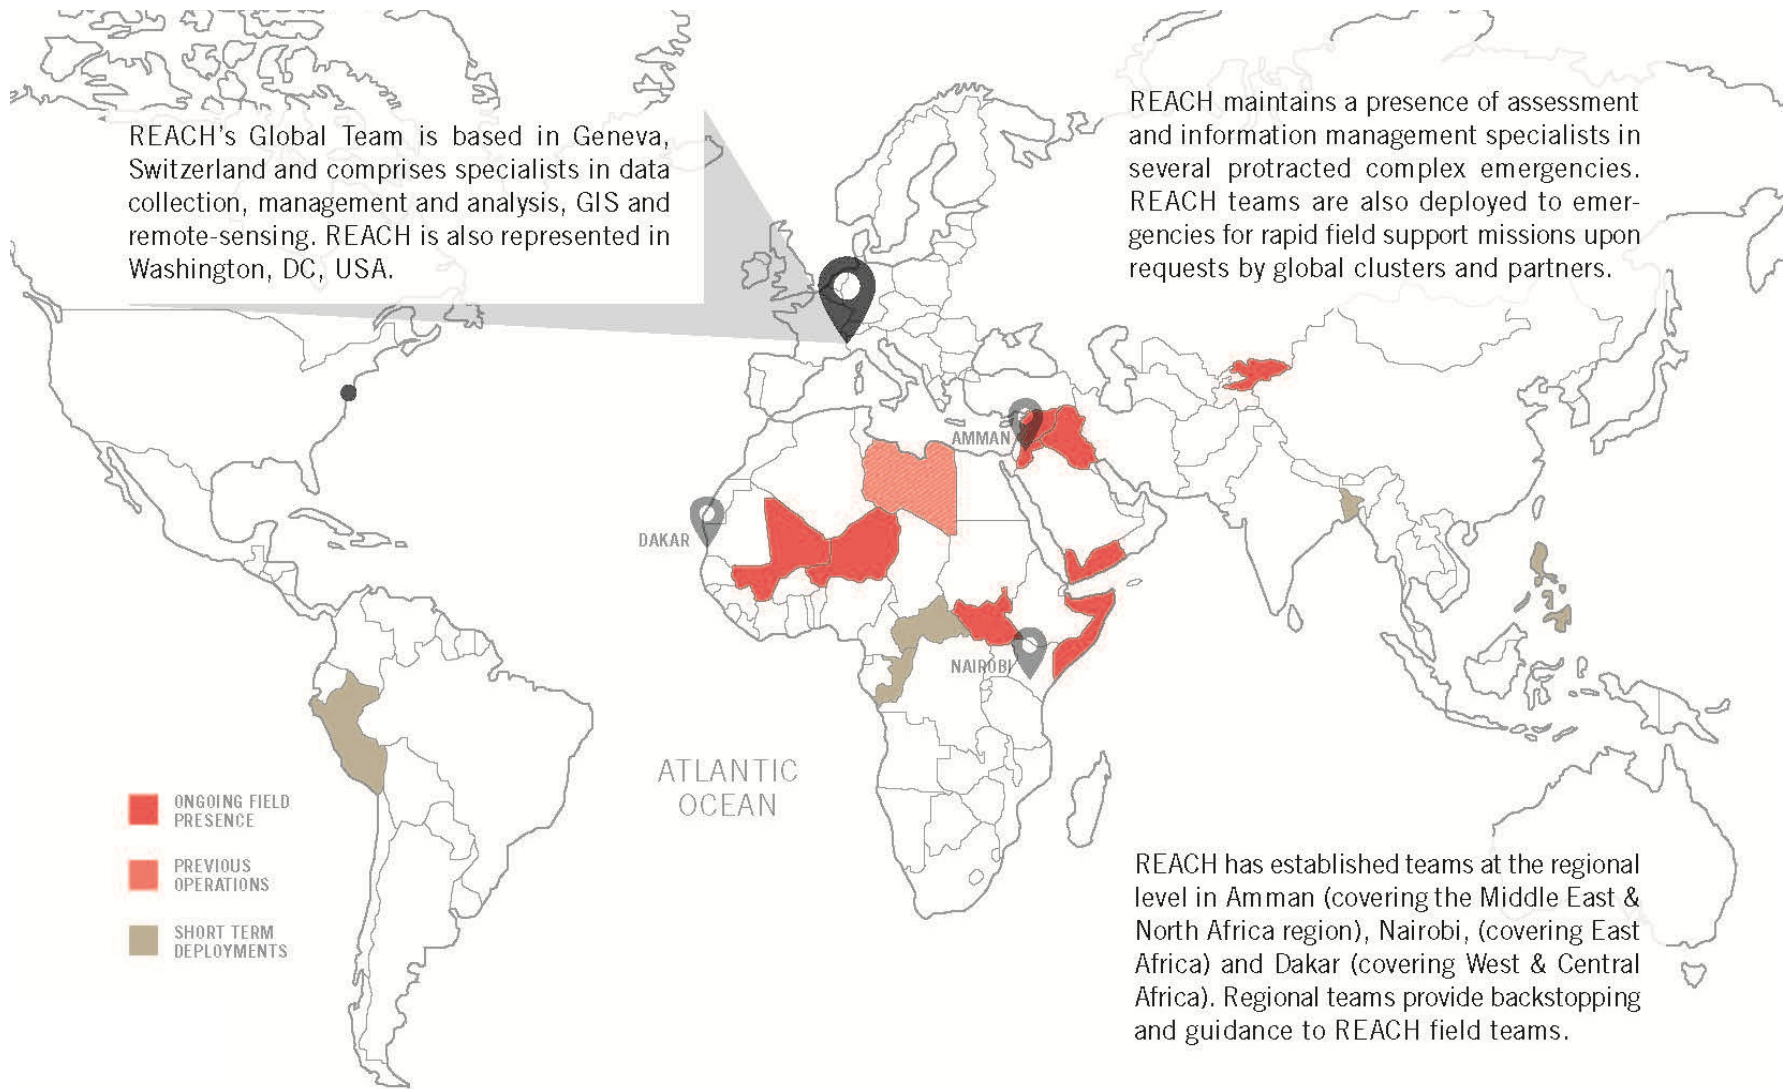 REACH's Global Team is based in Geneva,
Switzerland and comprises specialists in data
collection, management and analysis, GIS and
remote-sensing. REACH is also represented in
Washington, DC, USA.
REACH maintains a presence of assessment
and information management specialists in
several protracted complex emergencies.
REACH teams are also deployed to emer-
gencies for rapid field support missions upon
requests by global clusters and partners.
AMMAN
DAKAR
NAIROBI
ATLANTIC
OCEAN
ONGOING FIELD
PRESENCE
PREVIOUS
OPERATIONS
SHORT TERM
DEPLOYMENTS
REACH has established teams at the regional
level in Amman (covering the Middle East &
North Africa region), Nairobi, (covering East
Africa) and Dakar (covering West & Central
Africa). Regional teams provide backstopping
and guidance to REACH field teams.